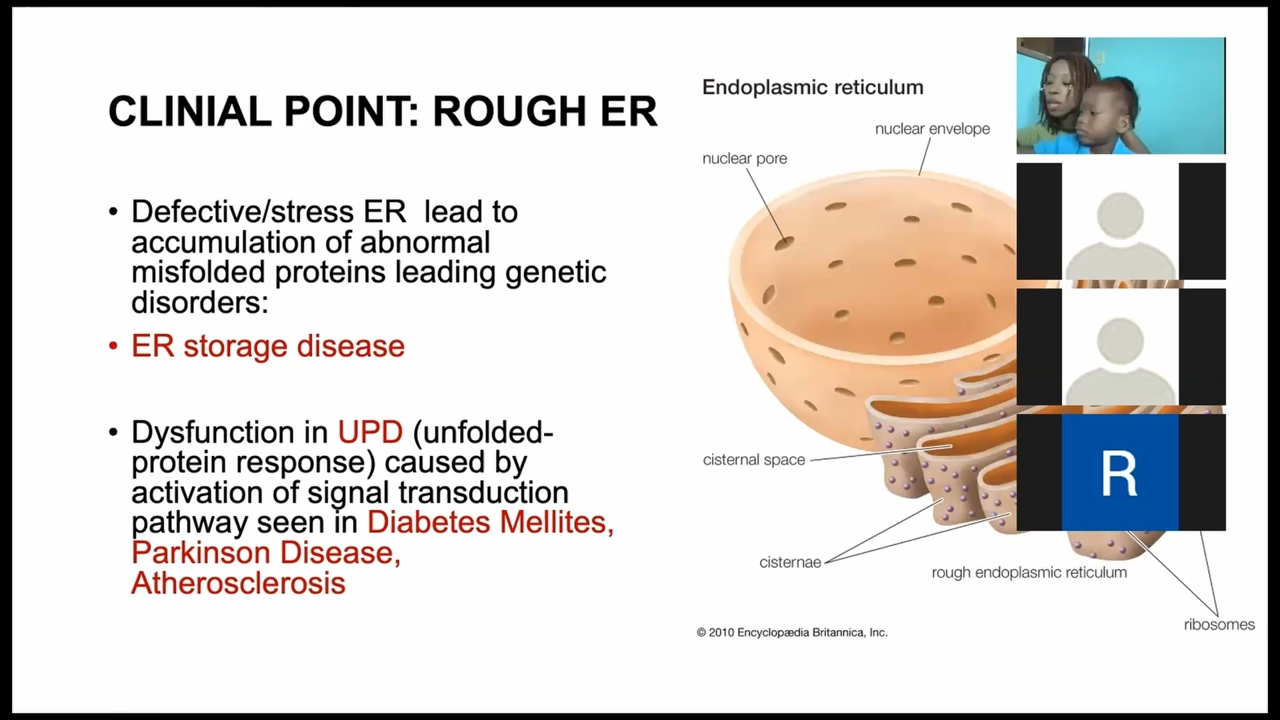 CLINIAL POINT: ROUGH ER
• Defective/stress ER lead to
accumulation of abnormal
misfolded proteins leading genetic
disorders:
• ER storage disease
• Dysfunction in UPD (unfolded-
protein response) caused by
activation of signal transduction
pathway seen in Diabetes Mellites,
Parkinson Disease,
Atherosclerosis
Endoplasmic reticulum
nuclear envelope
nuclear pore
cisternal space
cisternae
rough endoplasmic reticulum
ribosomes
© 2010 Encyclopædia Britannica, Inc.
R